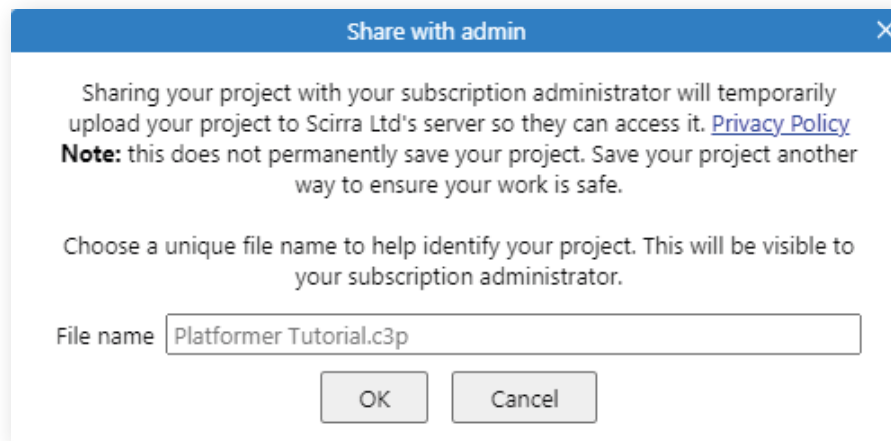 Share with admin
Sharing your project with your subscription administrator will temporarily
upload your project to Scirra Ltd's server so they can access it. Privacy Policy
Note: this does not permanently save your project. Save your project another
way to ensure your work is safe.
Choose a unique file name to help identify your project. This will be visible to
your subscription administrator.
File name Platformer Tutorial.c3p
OK Cancel